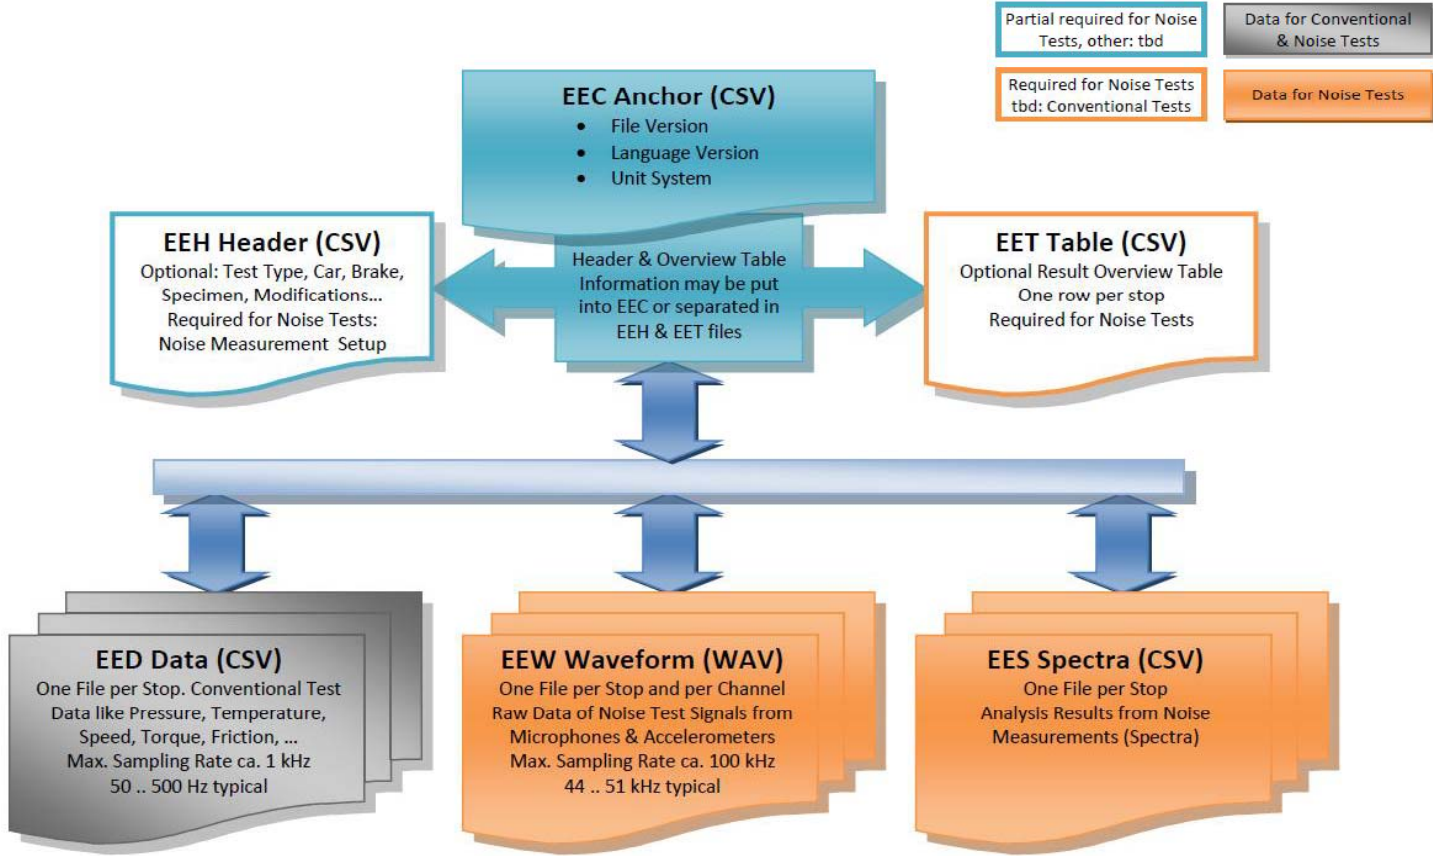 Partial required for Noise
Tests, other: tbd
Data for Conventional
& Noise Tests
Required for Noise Tests
tbd: Conventional Tests
Data for Noise Tests
EEC Anchor (CSV)
• File Version
• Language Version
• Unit System
EEH Header (CSV)
Optional: Test Type, Car, Brake,
Specimen, Modifications...
Required for Noise Tests:
Noise Measurement Setup
Header & Overview Table
Information may be put
into EEC or separated in
EEH & EET files
EET Table (CSV)
Optional Result Overview Table
One row per stop
Required for Noise Tests
EED Data (CSV)
One File per Stop. Conventional Test
Data like Pressure, Temperature,
Speed, Torque, Friction, ...
Max. Sampling Rate ca. 1 kHz
50 .. 500 Hz typical
EEW Waveform (WAV)
One File per Stop and per Channel
Raw Data of Noise Test Signals from
Microphones & Accelerometers
Max. Sampling Rate ca. 100 kHz
44 .. 51 kHz typical
EES Spectra (CSV)
One File per Stop
Analysis Results from Noise
Measurements (Spectra)